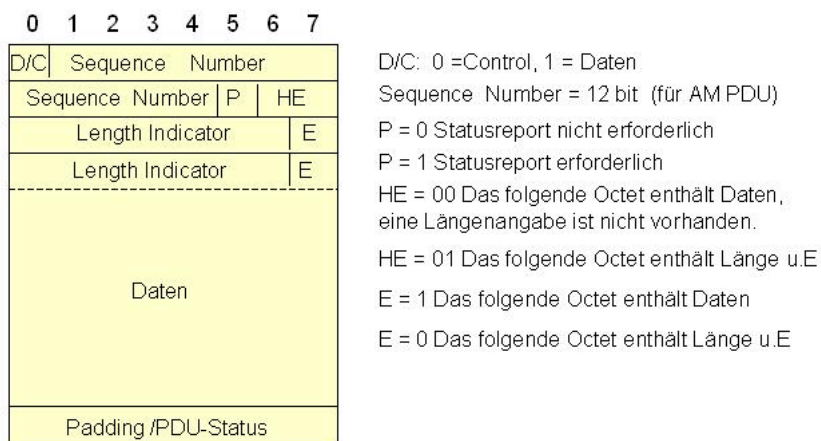 0 1 2 3 4 5 6 7
D/C Sequence Number
Sequence Number P HE
Length Indicator E
Length Indicator E
Daten
Padding /PDU-Status
D/C: 0 =Control, 1 = Daten
Sequence Number = 12 bit (für AM PDU)
P = 0 Statusreport nicht erforderlich
P = 1 Statusreport erforderlich
HE = 00 Das folgende Octet enthält Daten,
eine Längenangabe ist nicht vorhanden.
HE = 01 Das folgende Octet enthält Länge u.E
E = 1 Das folgende Octet enthält Daten
E = 0 Das folgende Octet enthält Länge u.E